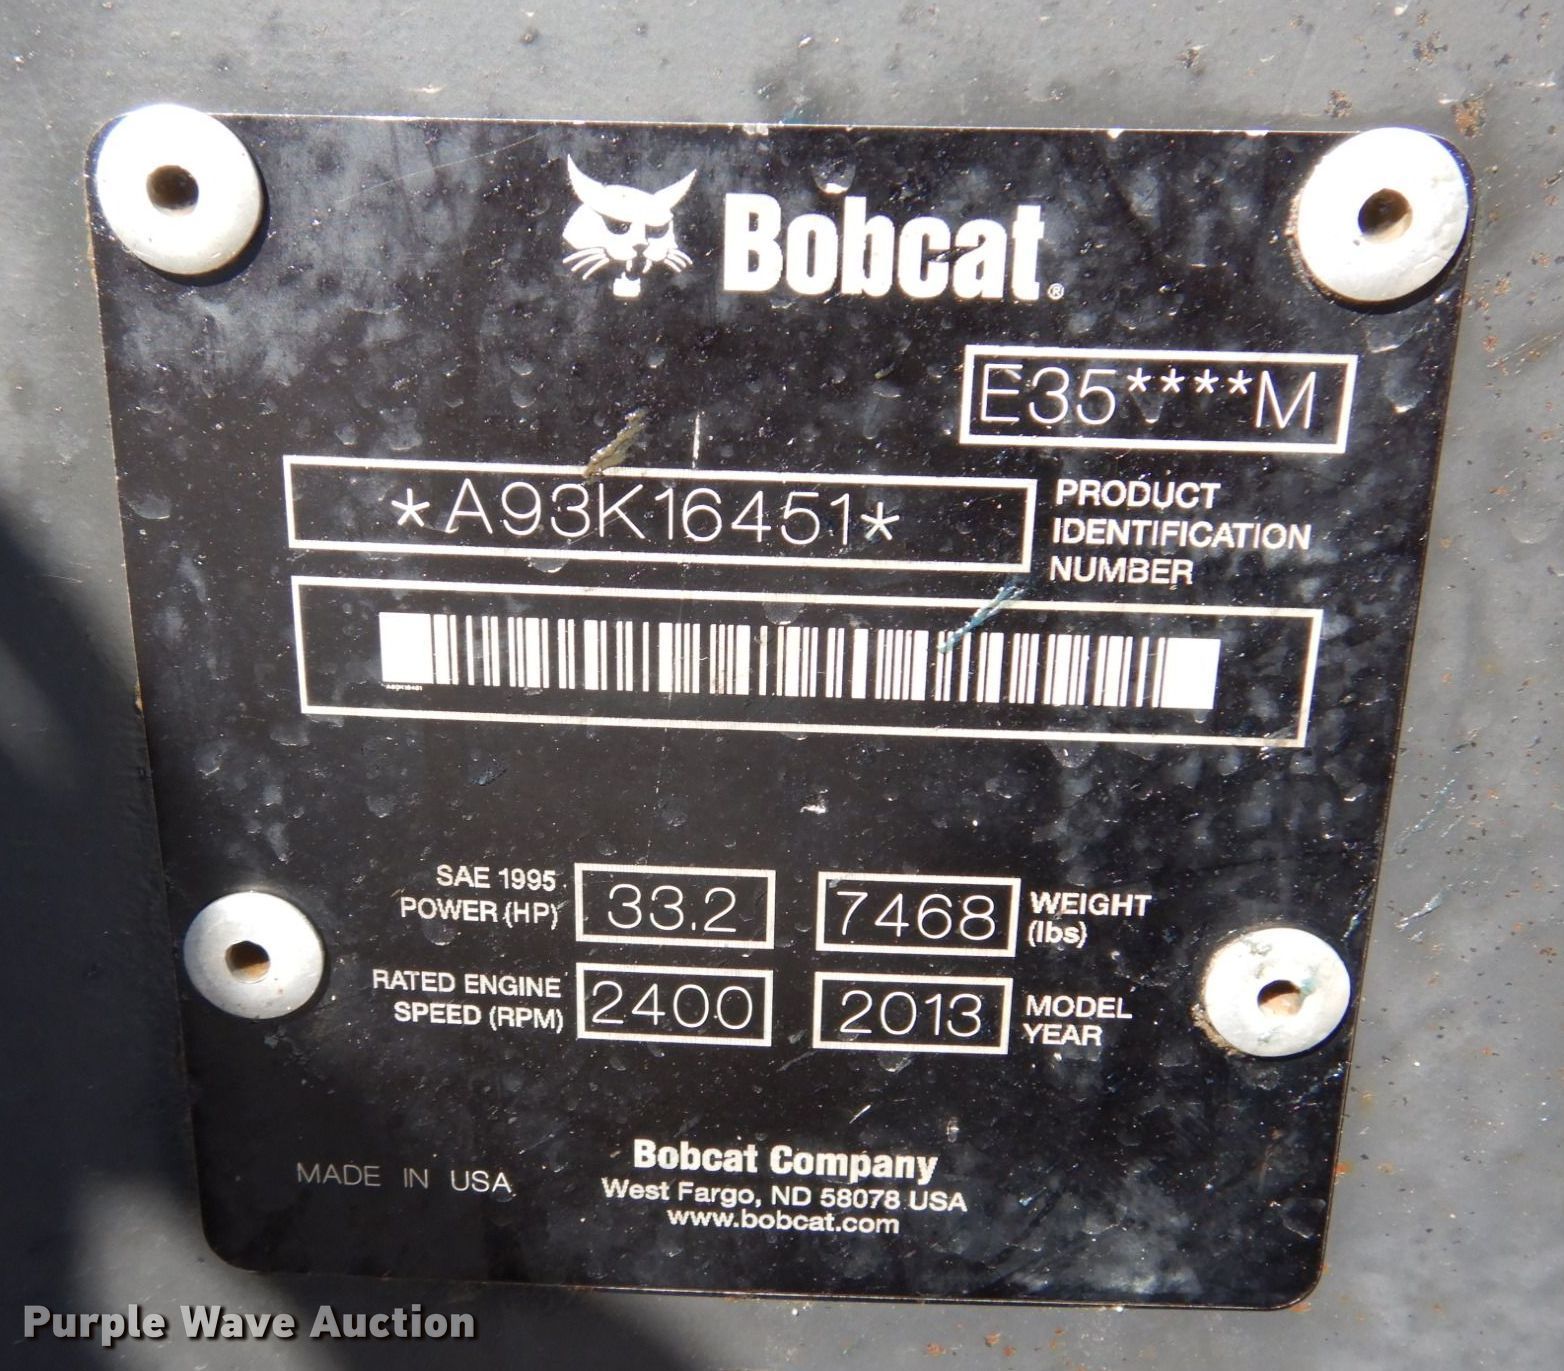 Bobcat®
E35****M
*A93K16451*
PRODUCT
IDENTIFICATION
NUMBER
A93K16451
SAE 1995
POWER (HP)
33.2
7468
WEIGHT
(lbs)
RATED ENGINE
SPEED (RPM)
2400
2013
MODEL
YEAR
MADE IN USA
Bobcat Company
West Fargo, ND 58078 USA
www.bobcat.com
Purple Wave Auction